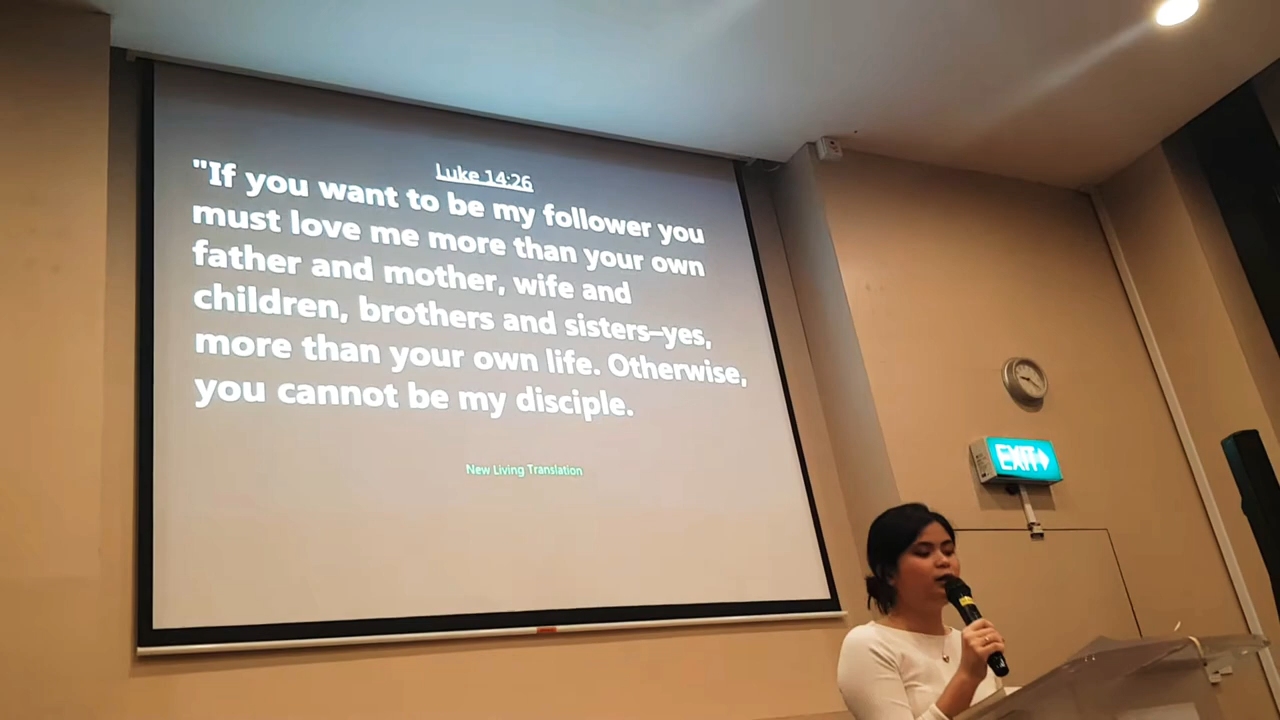 Luke 14:26
"If you want to be my follower you
must love me more than your own
father and mother, wife and
children, brothers and sisters–yes,
more than your own life. Otherwise,
you cannot be my disciple.
New Living Translation
EXIT